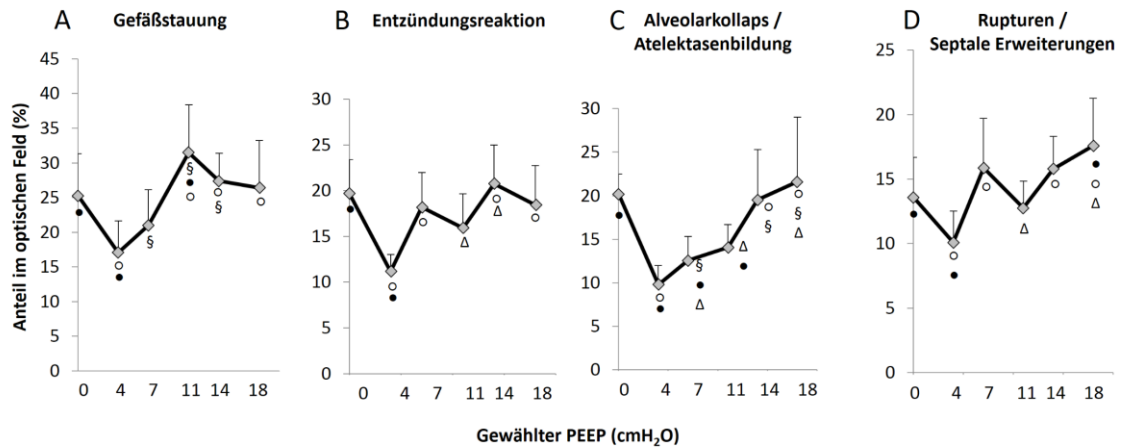 A Gefäßstauung
B Entzündungsreaktion
C Alveolarkollaps /
Atelektasenbildung
D Rupturen /
Septale Erweiterungen
Anteil im optischen Feld (%)
45
40
35
30
25
20
15
10
5
0
0 4 7 11 14 18
30
25
20
15
10
5
0
0 4 7 11 14 18
30
25
20
15
10
5
0
0 4 7 11 14 18
25
20
15
10
5
0
0 4 7 11 14 18
§
§
§
Δ
Δ
§
Δ
Δ
§
§
Δ
Δ
Δ
Gewählter PEEP (cmH₂O)